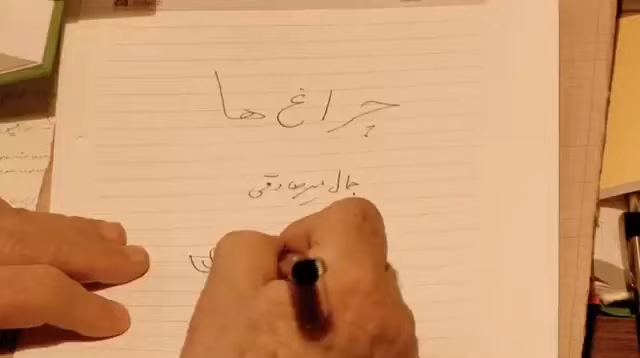 چراغ ها
جمال میرصادقی